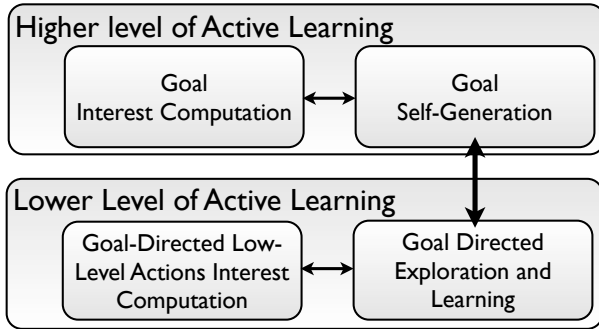 Higher level of Active Learning
Goal
Interest Computation
Goal
Self-Generation
Lower Level of Active Learning
Goal-Directed Low-
Level Actions Interest
Computation
Goal Directed
Exploration and
Learning